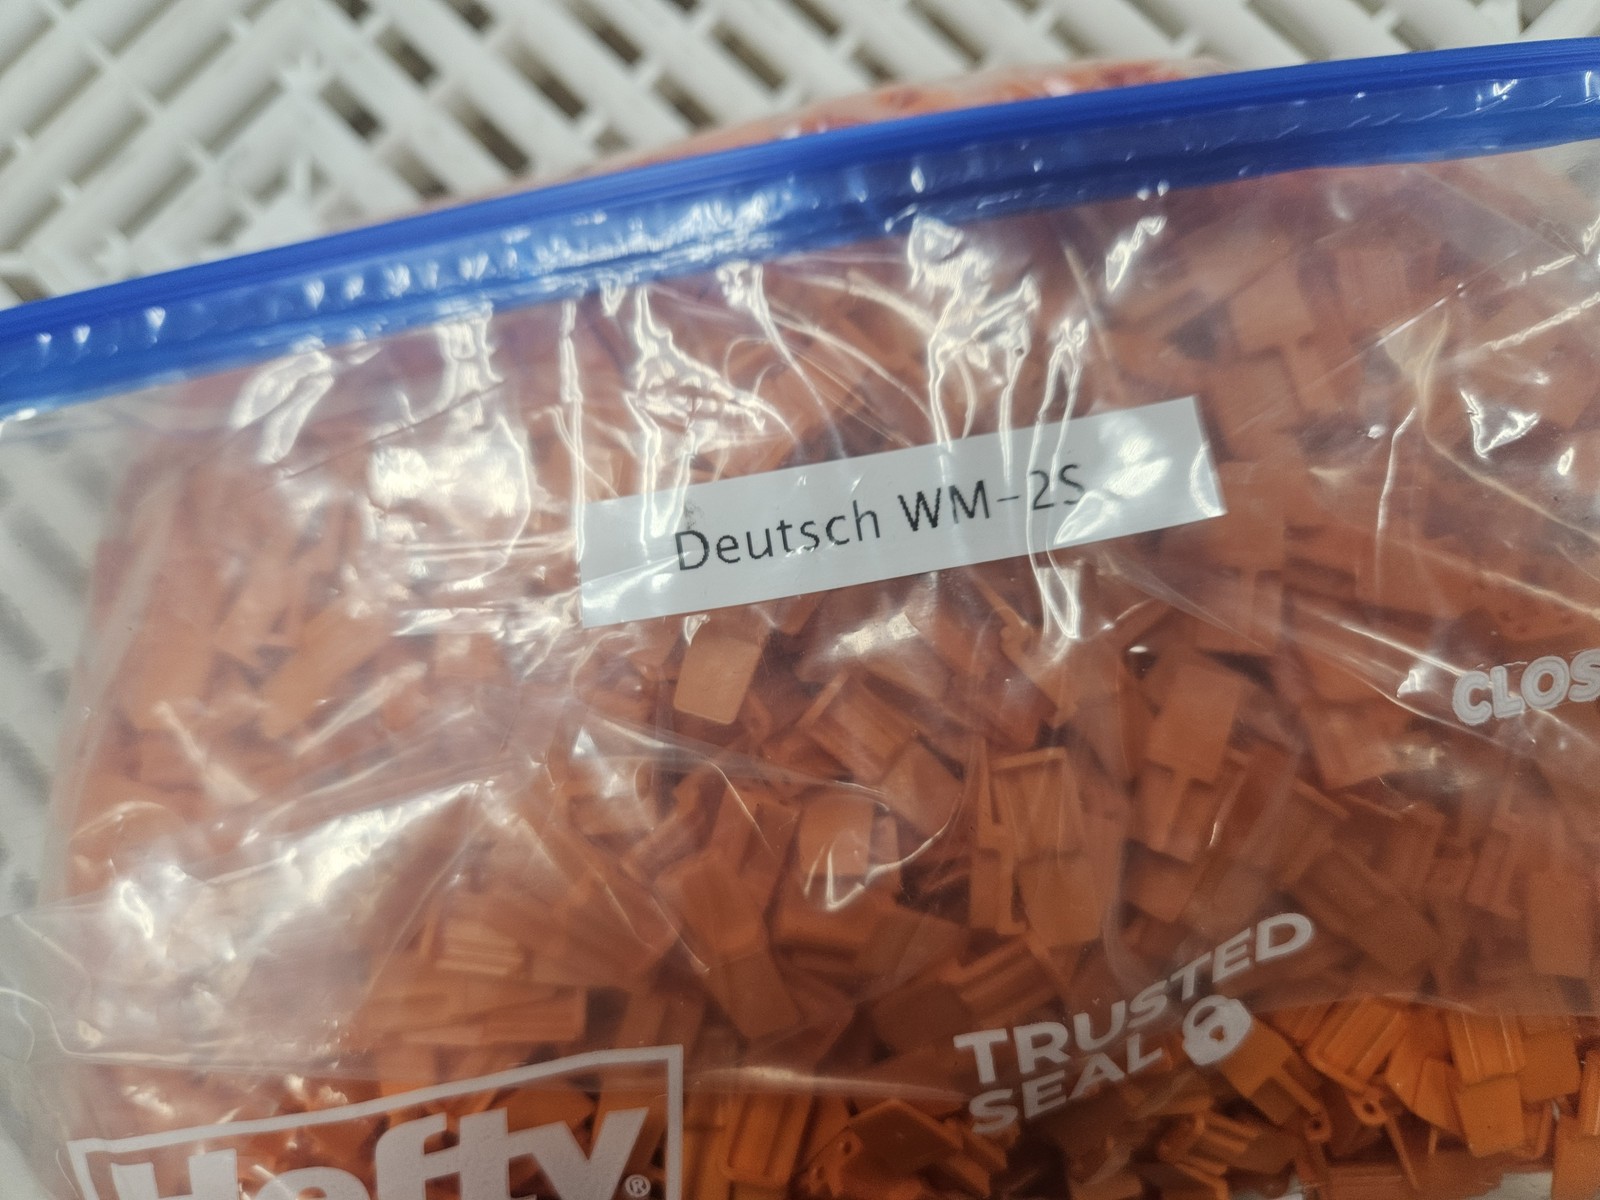 Deutsch WM-2S
CLOS
TRUSTED
SEAL
Hefty®